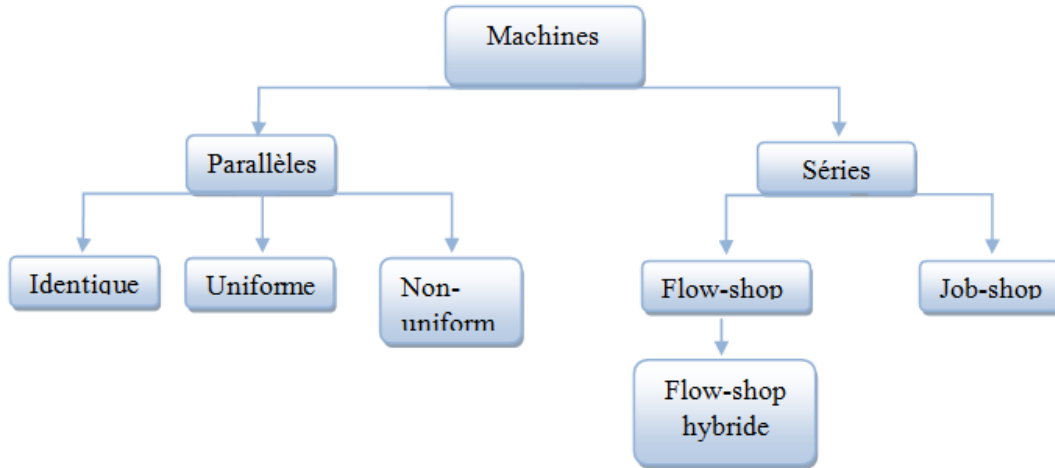 Machines
Parallèles
Séries
Identique
Uniforme
Non-
uniform
Flow-shop
Job-shop
Flow-shop
hybride